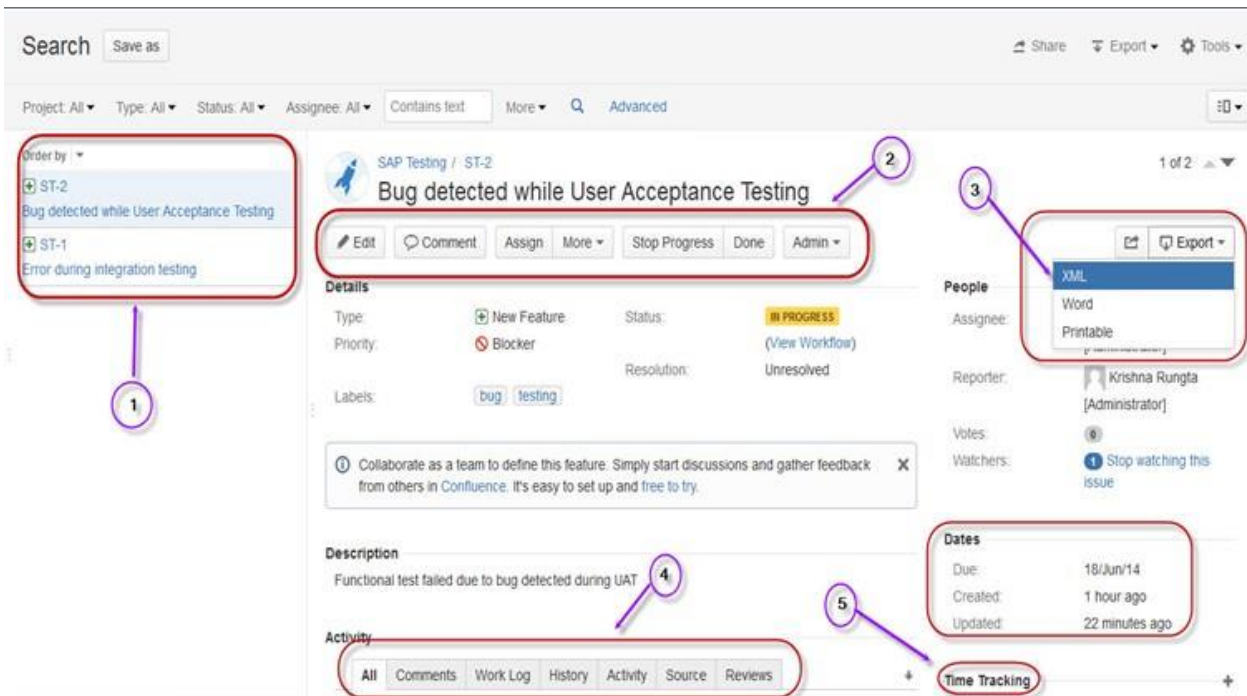 Search Save as
Share Export Tools
Project: All Type: All Status: All Assignee: All Contains text More Advanced
Order by
ST-2
Bug detected while User Acceptance Testing
ST-1
Error during integration testing
1
SAP Testing / ST-2
Bug detected while User Acceptance Testing
2
1 of 2
3
Edit Comment Assign More Stop Progress Done Admin
Export
XML
Word
Printable
Details
Type: New Feature
Status: IN PROGRESS
Priority: Blocker
(View Workflow)
Resolution: Unresolved
Labels: bug testing
Collaborate as a team to define this feature. Simply start discussions and gather feedback
from others in Confluence. It's easy to set up and free to try.
Description
Functional test failed due to bug detected during UAT
4
Activity
All Comments Work Log History Activity Source Reviews
People
Assignee:
Reporter: Krishna Rungta
[Administrator]
Votes: 0
Watchers: 1 Stop watching this
issue
Dates
Due: 18/Jun/14
Created: 1 hour ago
Updated: 22 minutes ago
5
Time Tracking